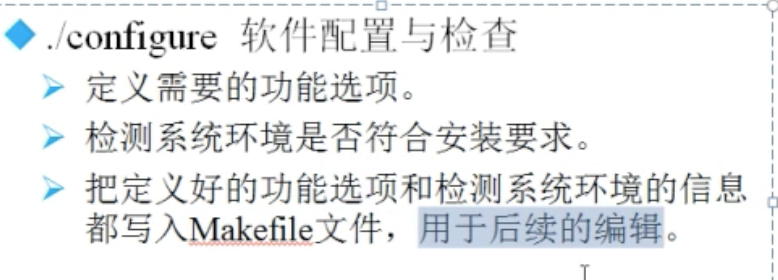 ./configure 软件配置与检查
定义需要的功能选项。
检测系统环境是否符合安装要求。
把定义好的功能选项和检测系统环境的信息
都写入Makefile文件，用于后续的编辑。